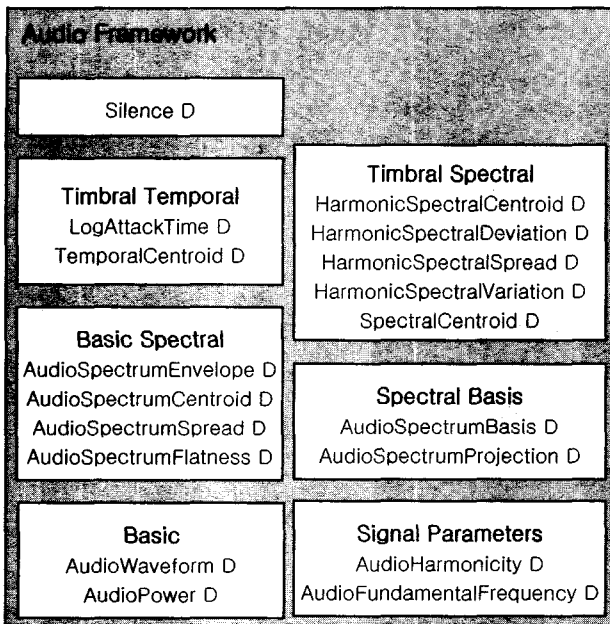 Audio Framework
Silence D
Timbral Temporal
LogAttackTime D
TemporalCentroid D
Basic Spectral
AudioSpectrumEnvelope D
AudioSpectrumCentroid D
AudioSpectrumSpread D
AudioSpectrumFlatness D
Basic
AudioWaveform D
AudioPower D
Timbral Spectral
HarmonicSpectralCentroid D
HarmonicSpectralDeviation D
HarmonicSpectralSpread D
HarmonicSpectralVariation D
SpectralCentroid D
Spectral Basis
AudioSpectrumBasis D
AudioSpectrumProjection D
Signal Parameters
AudioHarmonicity D
AudioFundamentalFrequency D